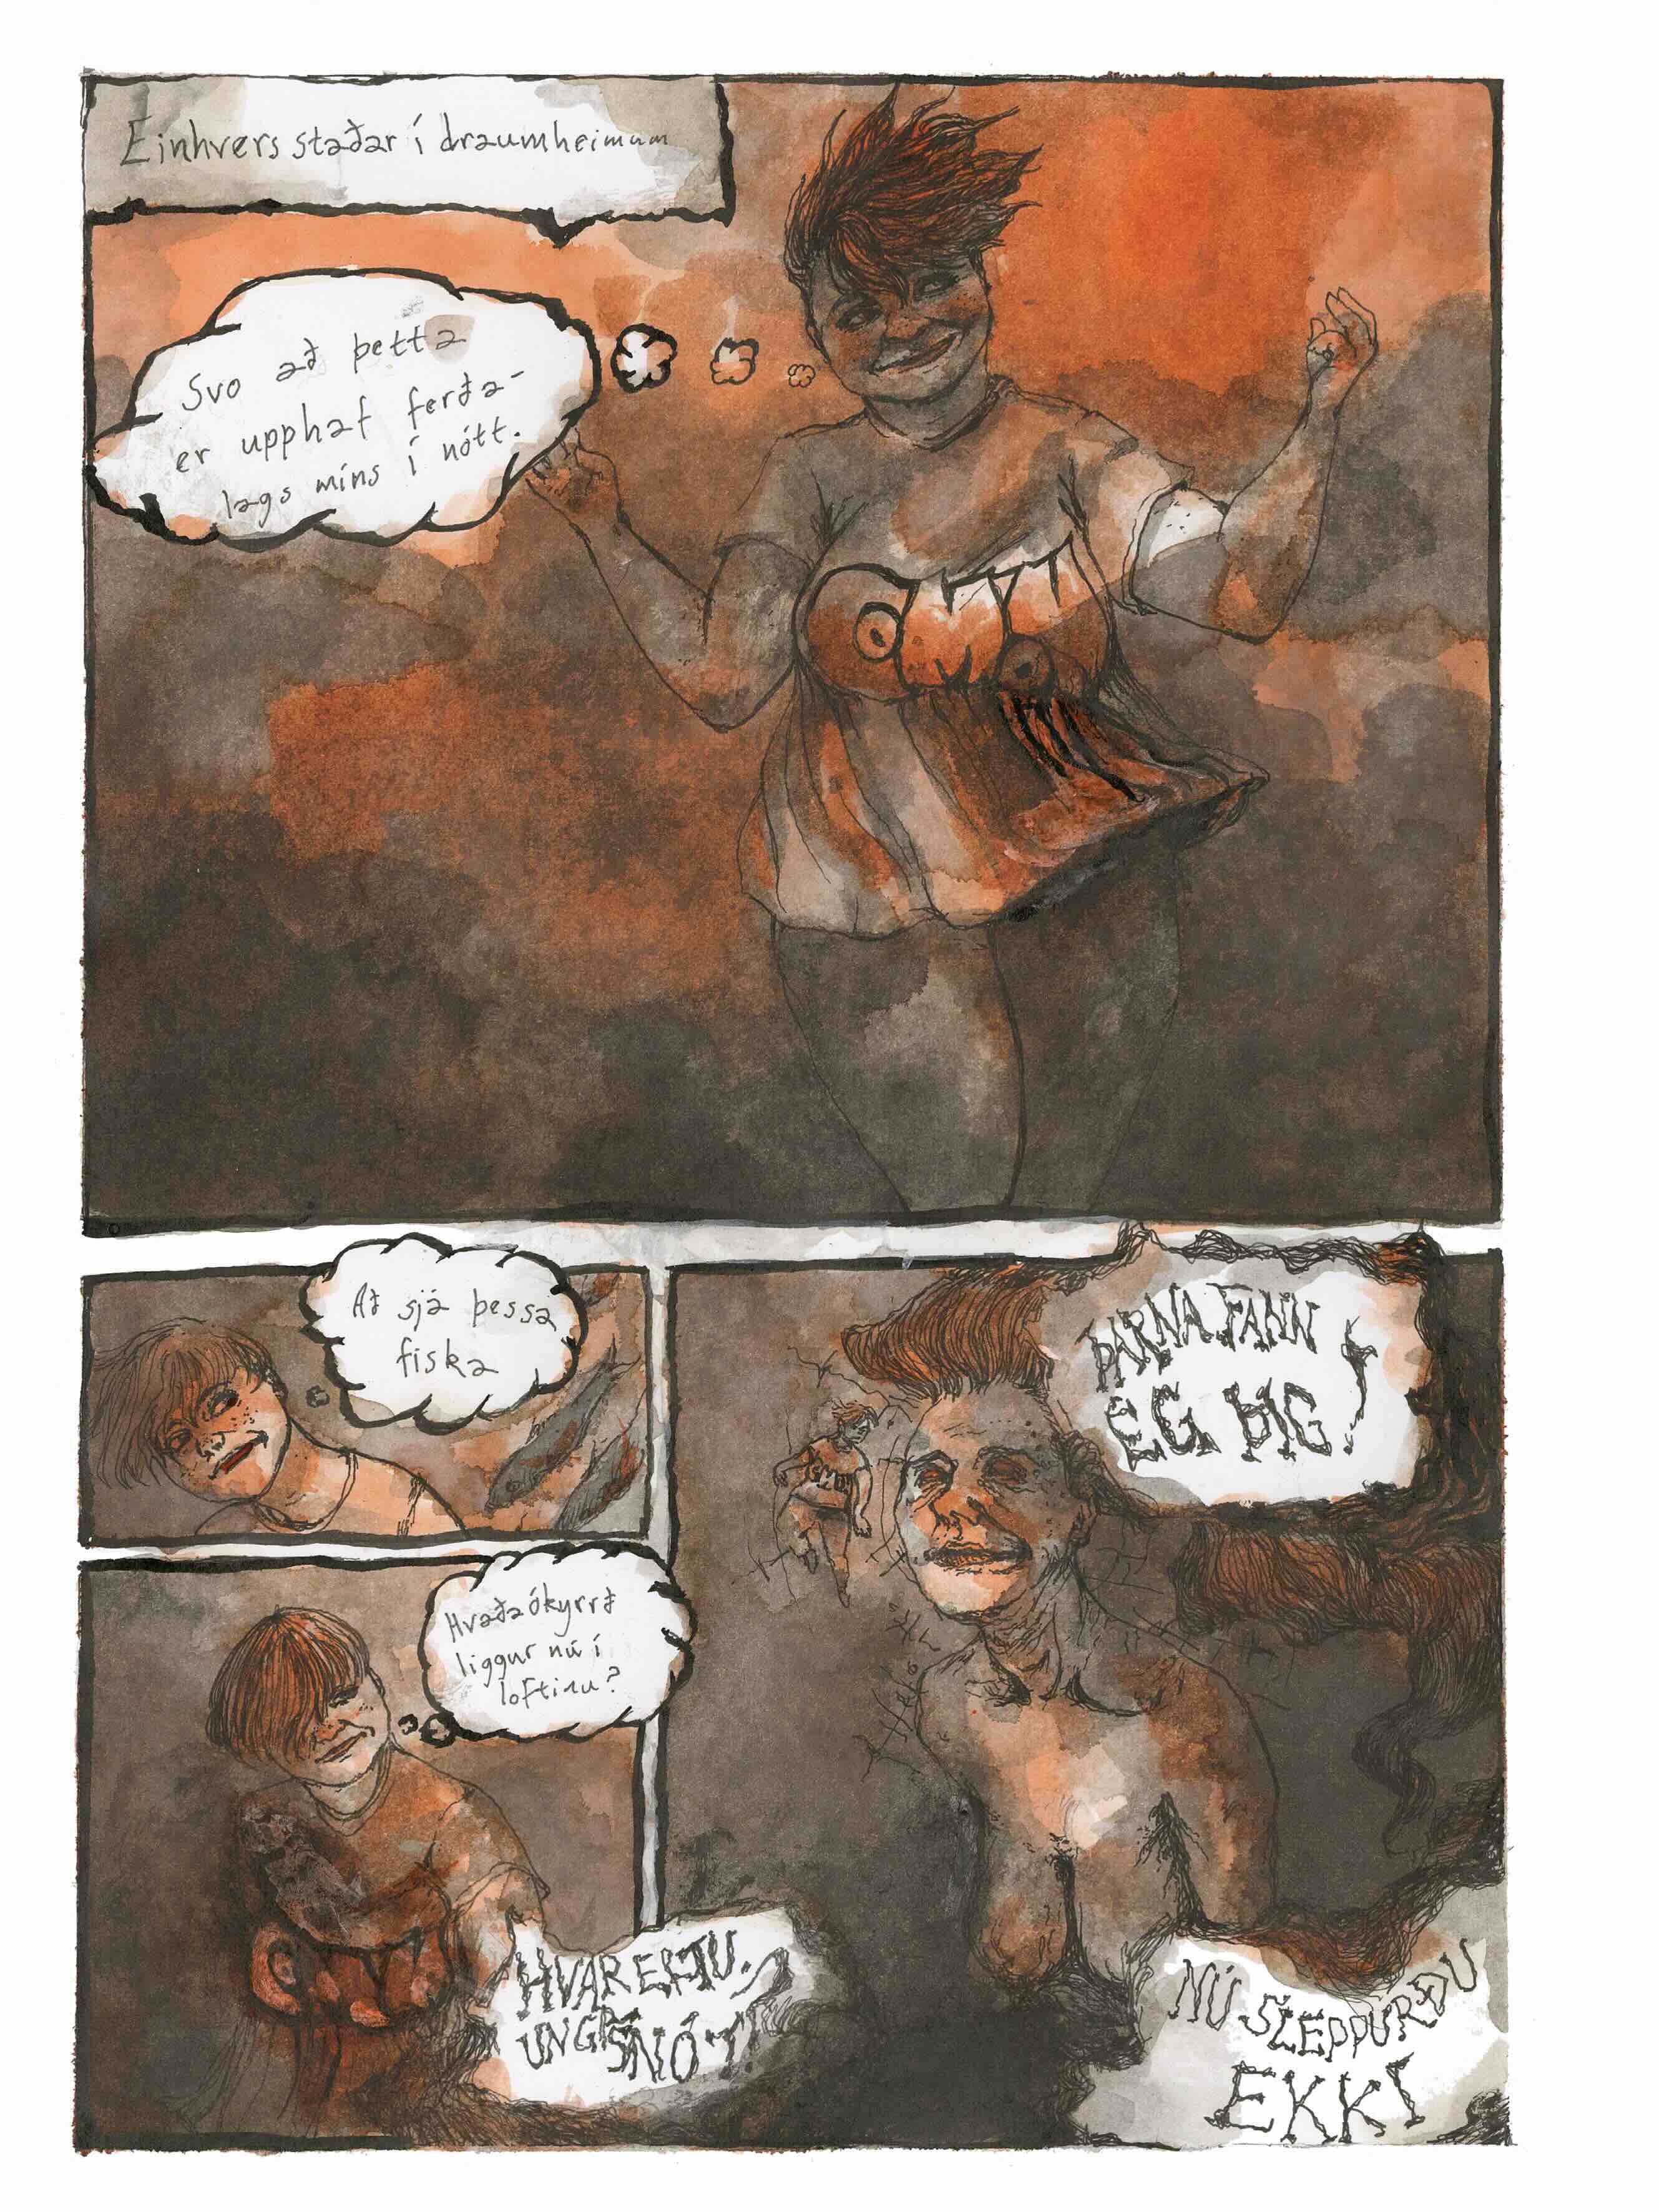 Einhvers staðar í draumheimum
Svo að þetta
er upphaf ferða-
lags míns í nótt.
Að sjá þessa
fiska
Hvaða ókyrrð
liggur nú í
loftinu?
HVAR ERTU,
UNGA SNÓT?
ÞARNA FANN
ÉG ÞIG!
NÚ SLEPPURÐU
EKKI